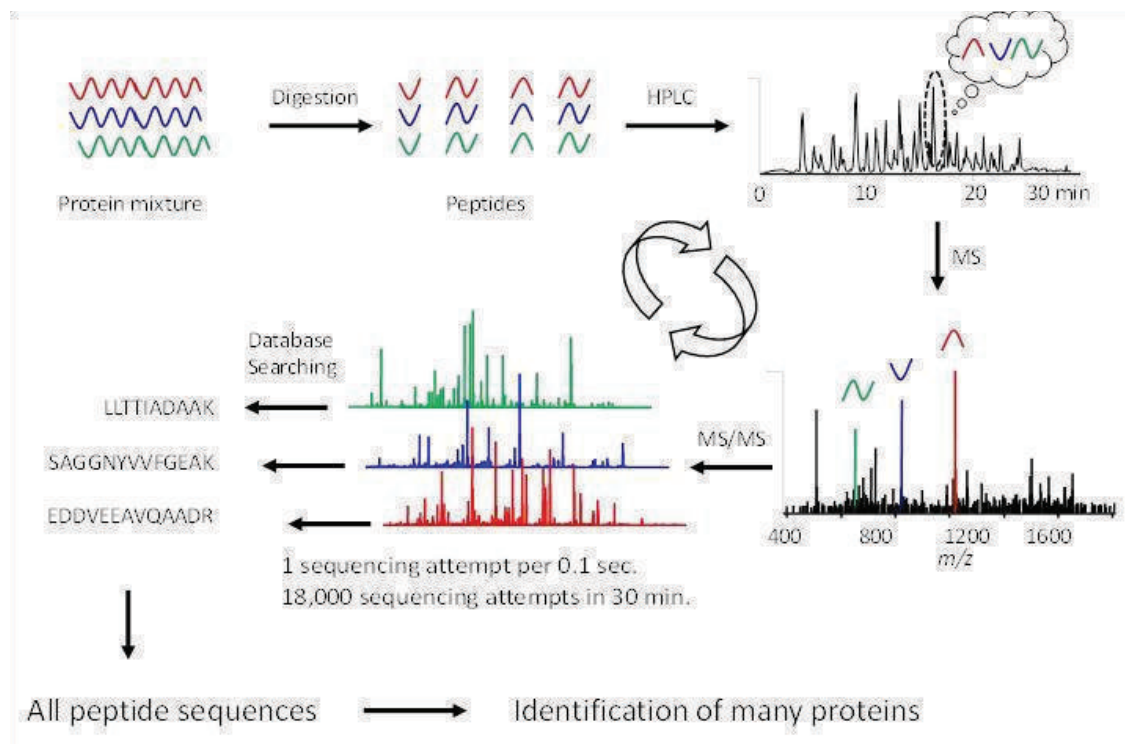 Digestion
HPLC
Protein mixture
Peptides
0 10 20 30 min
MS
Database
Searching
LLTTIADAAK
SAGGNYVVFGEAK
EDDVEEAVQAADR
MS/MS
400 800 1200 1600
m/z
1 sequencing attempt per 0.1 sec.
18,000 sequencing attempts in 30 min.
All peptide sequences
Identification of many proteins